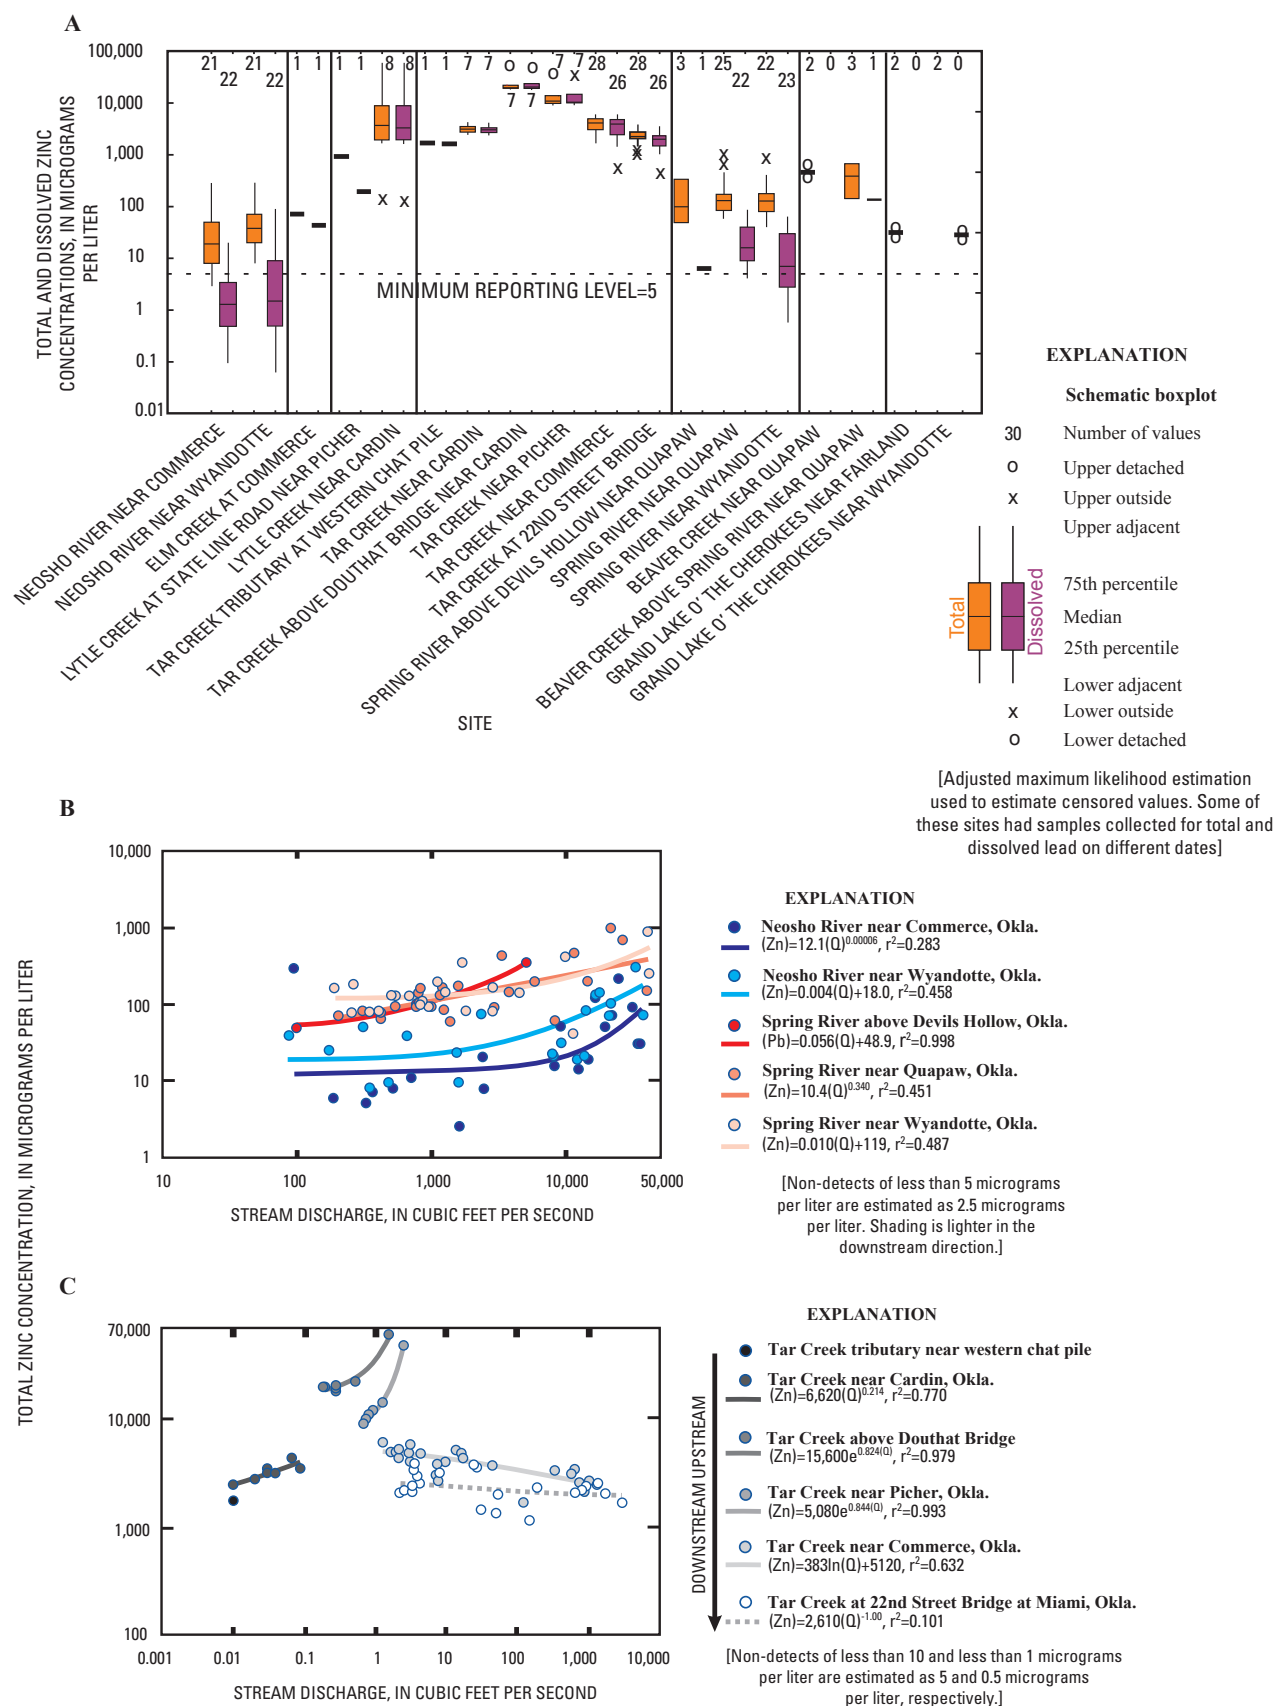 A
TOTAL AND DISSOLVED ZINC
CONCENTRATIONS, IN MICROGRAMS
PER LITER
100,000
10,000
1,000
100
10
1
0.1
0.01
21 22 21 22 1 1 1 1 8 8 1 1 7 7 7 7 7 7 28 26 28 26 3 1 25 22 22 23 2 0 3 1 2 0 2 0
MINIMUM REPORTING LEVEL=5
NEOSHO RIVER NEAR COMMERCE
NEOSHO RIVER NEAR WYANDOTTE
ELM CREEK AT COMMERCE
LYTLE CREEK AT STATE LINE ROAD NEAR PICHER
LYTLE CREEK NEAR CARDIN
TAR CREEK TRIBUTARY AT WESTERN CHAT PILE
TAR CREEK NEAR CARDIN
TAR CREEK ABOVE DOUTHAT BRIDGE NEAR CARDIN
TAR CREEK NEAR PICHER
TAR CREEK NEAR COMMERCE
TAR CREEK AT 22ND STREET BRIDGE
SPRING RIVER ABOVE DEVILS HOLLOW NEAR QUAPAW
SPRING RIVER NEAR QUAPAW
SPRING RIVER NEAR WYANDOTTE
BEAVER CREEK NEAR QUAPAW
BEAVER CREEK ABOVE SPRING RIVER NEAR QUAPAW
GRAND LAKE O' THE CHEROKEES NEAR FAIRLAND
GRAND LAKE O' THE CHEROKEES NEAR WYANDOTTE
SITE
EXPLANATION
Schematic boxplot
30 Number of values
o Upper detached
x Upper outside
Upper adjacent
75th percentile
Median
25th percentile
Lower adjacent
x Lower outside
o Lower detached
Total
Dissolved
[Adjusted maximum likelihood estimation
used to estimate censored values. Some of
these sites had samples collected for total and
dissolved lead on different dates]
B
TOTAL ZINC CONCENTRATION, IN MICROGRAMS PER LITER
10,000
1,000
100
10
1
10 100 1,000 10,000 50,000
STREAM DISCHARGE, IN CUBIC FEET PER SECOND
EXPLANATION
Neosho River near Commerce, Okla.
(Zn)=12.1(Q)^0.00006, r²=0.283
Neosho River near Wyandotte, Okla.
(Zn)=0.004(Q)+18.0, r²=0.458
Spring River above Devils Hollow, Okla.
(Pb)=0.056(Q)+48.9, r²=0.998
Spring River near Quapaw, Okla.
(Zn)=10.4(Q)^0.340, r²=0.451
Spring River near Wyandotte, Okla.
(Zn)=0.010(Q)+119, r²=0.487
[Non-detects of less than 5 micrograms
per liter are estimated as 2.5 micrograms
per liter. Shading is lighter in the
downstream direction.]
C
70,000
10,000
1,000
100
0.001 0.01 0.1 1 10 100 1,000 10,000
STREAM DISCHARGE, IN CUBIC FEET PER SECOND
EXPLANATION
DOWNSTREAM UPSTREAM
Tar Creek tributary near western chat pile
Tar Creek near Cardin, Okla.
(Zn)=6,620(Q)^0.214, r²=0.770
Tar Creek above Douthat Bridge
(Zn)=15,600e^0.824(Q), r²=0.979
Tar Creek near Picher, Okla.
(Zn)=5,080e^0.844(Q), r²=0.993
Tar Creek near Commerce, Okla.
(Zn)=383ln(Q)+5120, r²=0.632
Tar Creek at 22nd Street Bridge at Miami, Okla.
(Zn)=2,610(Q)^-1.00, r²=0.101
[Non-detects of less than 10 and less than 1 micrograms
per liter are estimated as 5 and 0.5 micrograms
per liter, respectively.]